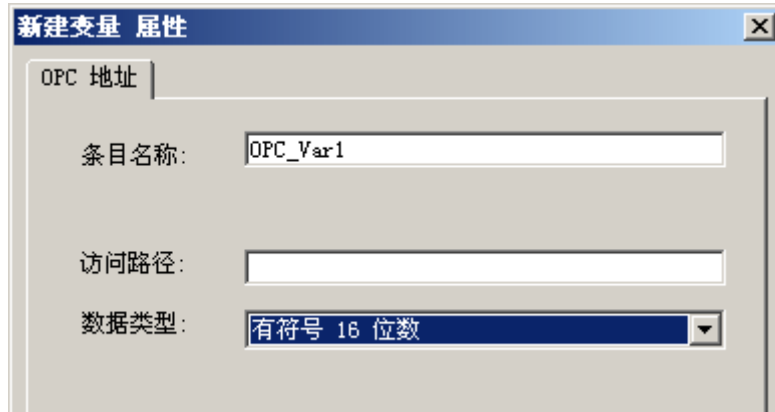 新建变量 属性
OPC 地址
条目名称: OPC_Var1
访问路径:
数据类型: 有符号 16 位数